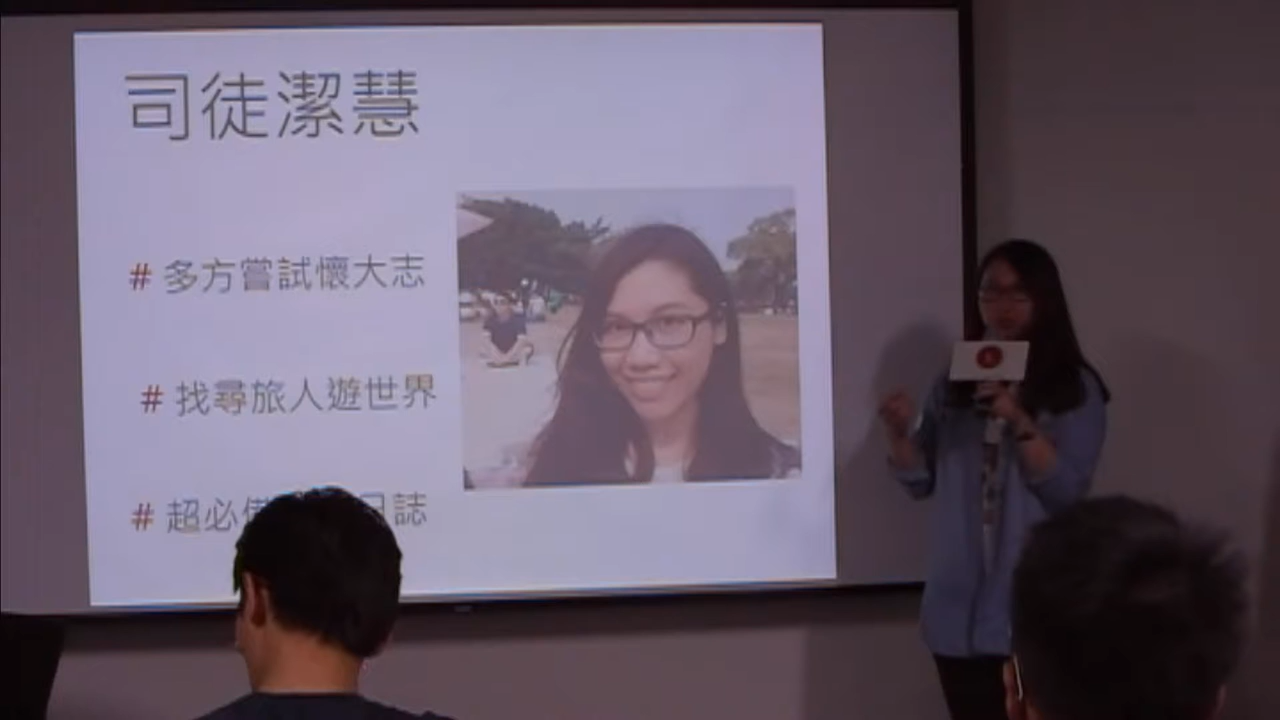 司徒潔慧
# 多方嘗試懷大志
# 找尋旅人遊世界
# 超必 日誌